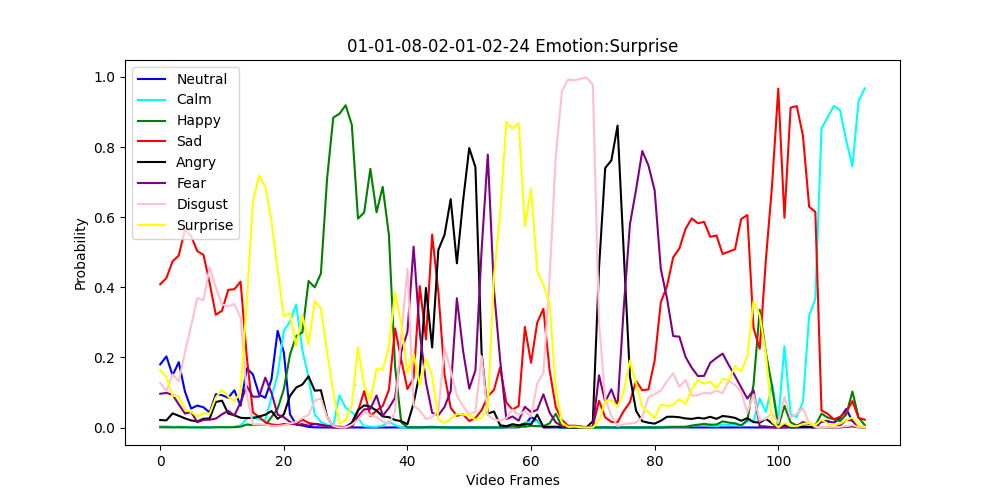 01-01-08-02-01-02-24 Emotion:Surprise
Neutral
Calm
Happy
Sad
Angry
Fear
Disgust
Surprise
1.0
0.8
0.6
0.4
0.2
0.0
Probability
0 20 40 60 80 100
Video Frames